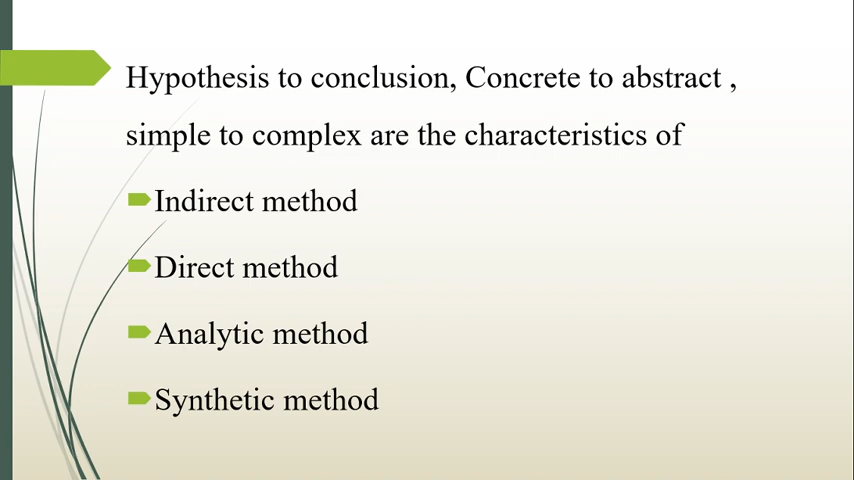 Hypothesis to conclusion, Concrete to abstract ,
simple to complex are the characteristics of
Indirect method
Direct method
Analytic method
Synthetic method